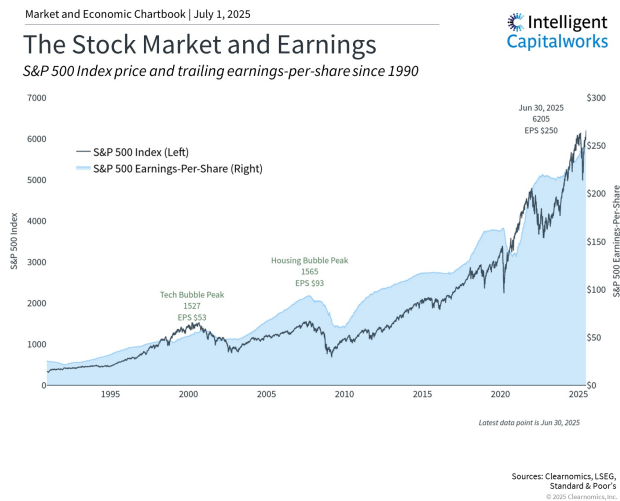 Market and Economic Chartbook | July 1, 2025
Intelligent
Capitalworks
The Stock Market and Earnings
S&P 500 Index price and trailing earnings-per-share since 1990
7000
$300
Jun 30, 2025
6205
EPS $250
6000
$250
S&P 500 Index (Left)
S&P 500 Earnings-Per-Share (Right)
5000
$200
S&P 500 Index
S&P 500 Earnings-Per-Share
4000
$150
Housing Bubble Peak
1565
EPS $93
3000
$100
Tech Bubble Peak
1527
EPS $53
2000
$50
1000
0
$0
1995
2000
2005
2010
2015
2020
2025
Latest data point is Jun 30, 2025
Sources: Clearnomics, LSEG,
Standard & Poor's
© 2025 Clearnomics, Inc.